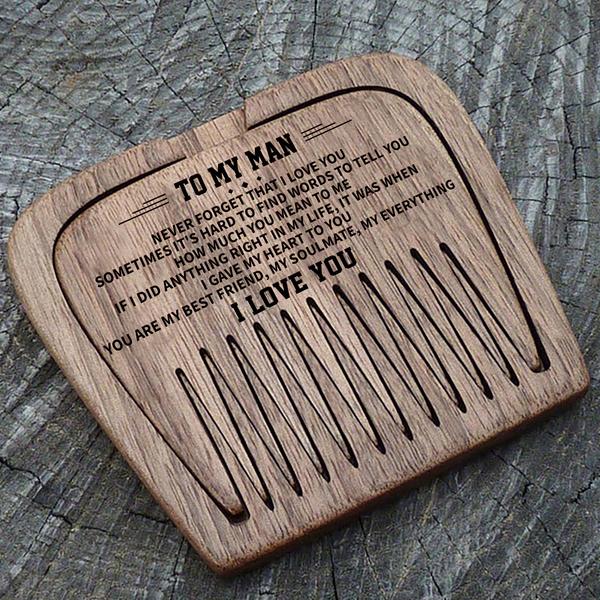 TO MY MAN
NEVER FORGET THAT I LOVE YOU
SOMETIMES IT'S HARD TO FIND WORDS TO TELL YOU
HOW MUCH YOU MEAN TO ME
IF I DID ANYTHING RIGHT IN MY LIFE, IT WAS WHEN
I GAVE MY HEART TO YOU
YOU ARE MY BEST FRIEND, MY SOULMATE, MY EVERYTHING
I LOVE YOU